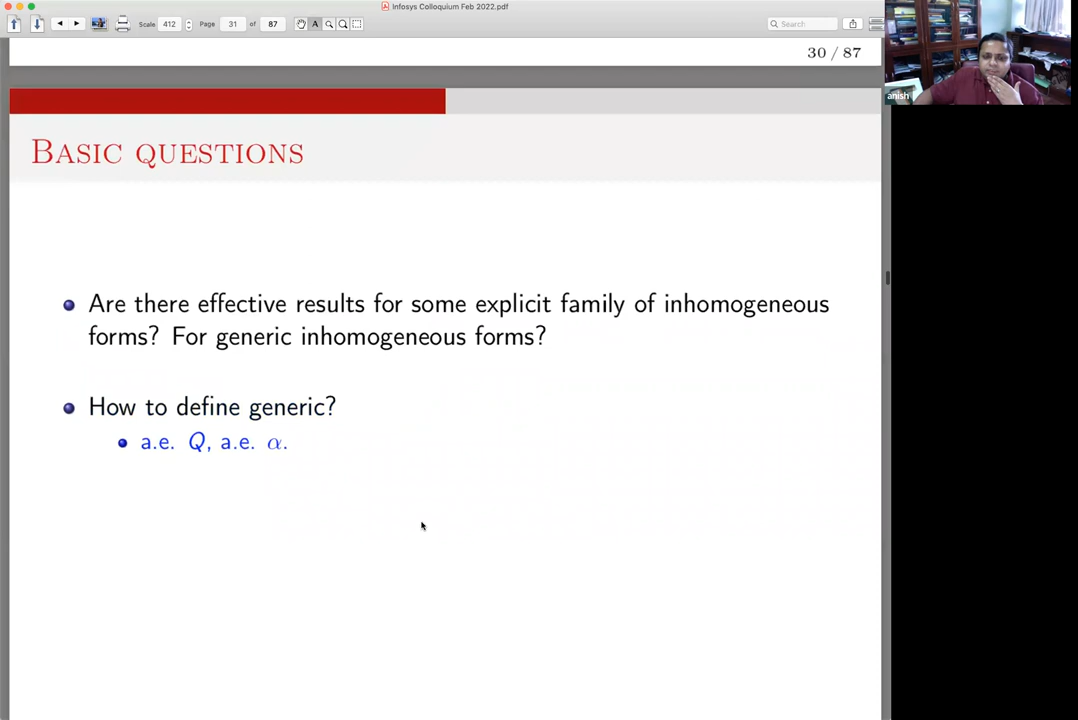 Infosys Colloquium Feb 2022.pdf
Scale 412 Page 31 of 87 Search
30 / 87
anish
BASIC QUESTIONS
Are there effective results for some explicit family of inhomogeneous
forms? For generic inhomogeneous forms?
How to define generic?
a.e. Q, a.e. α.